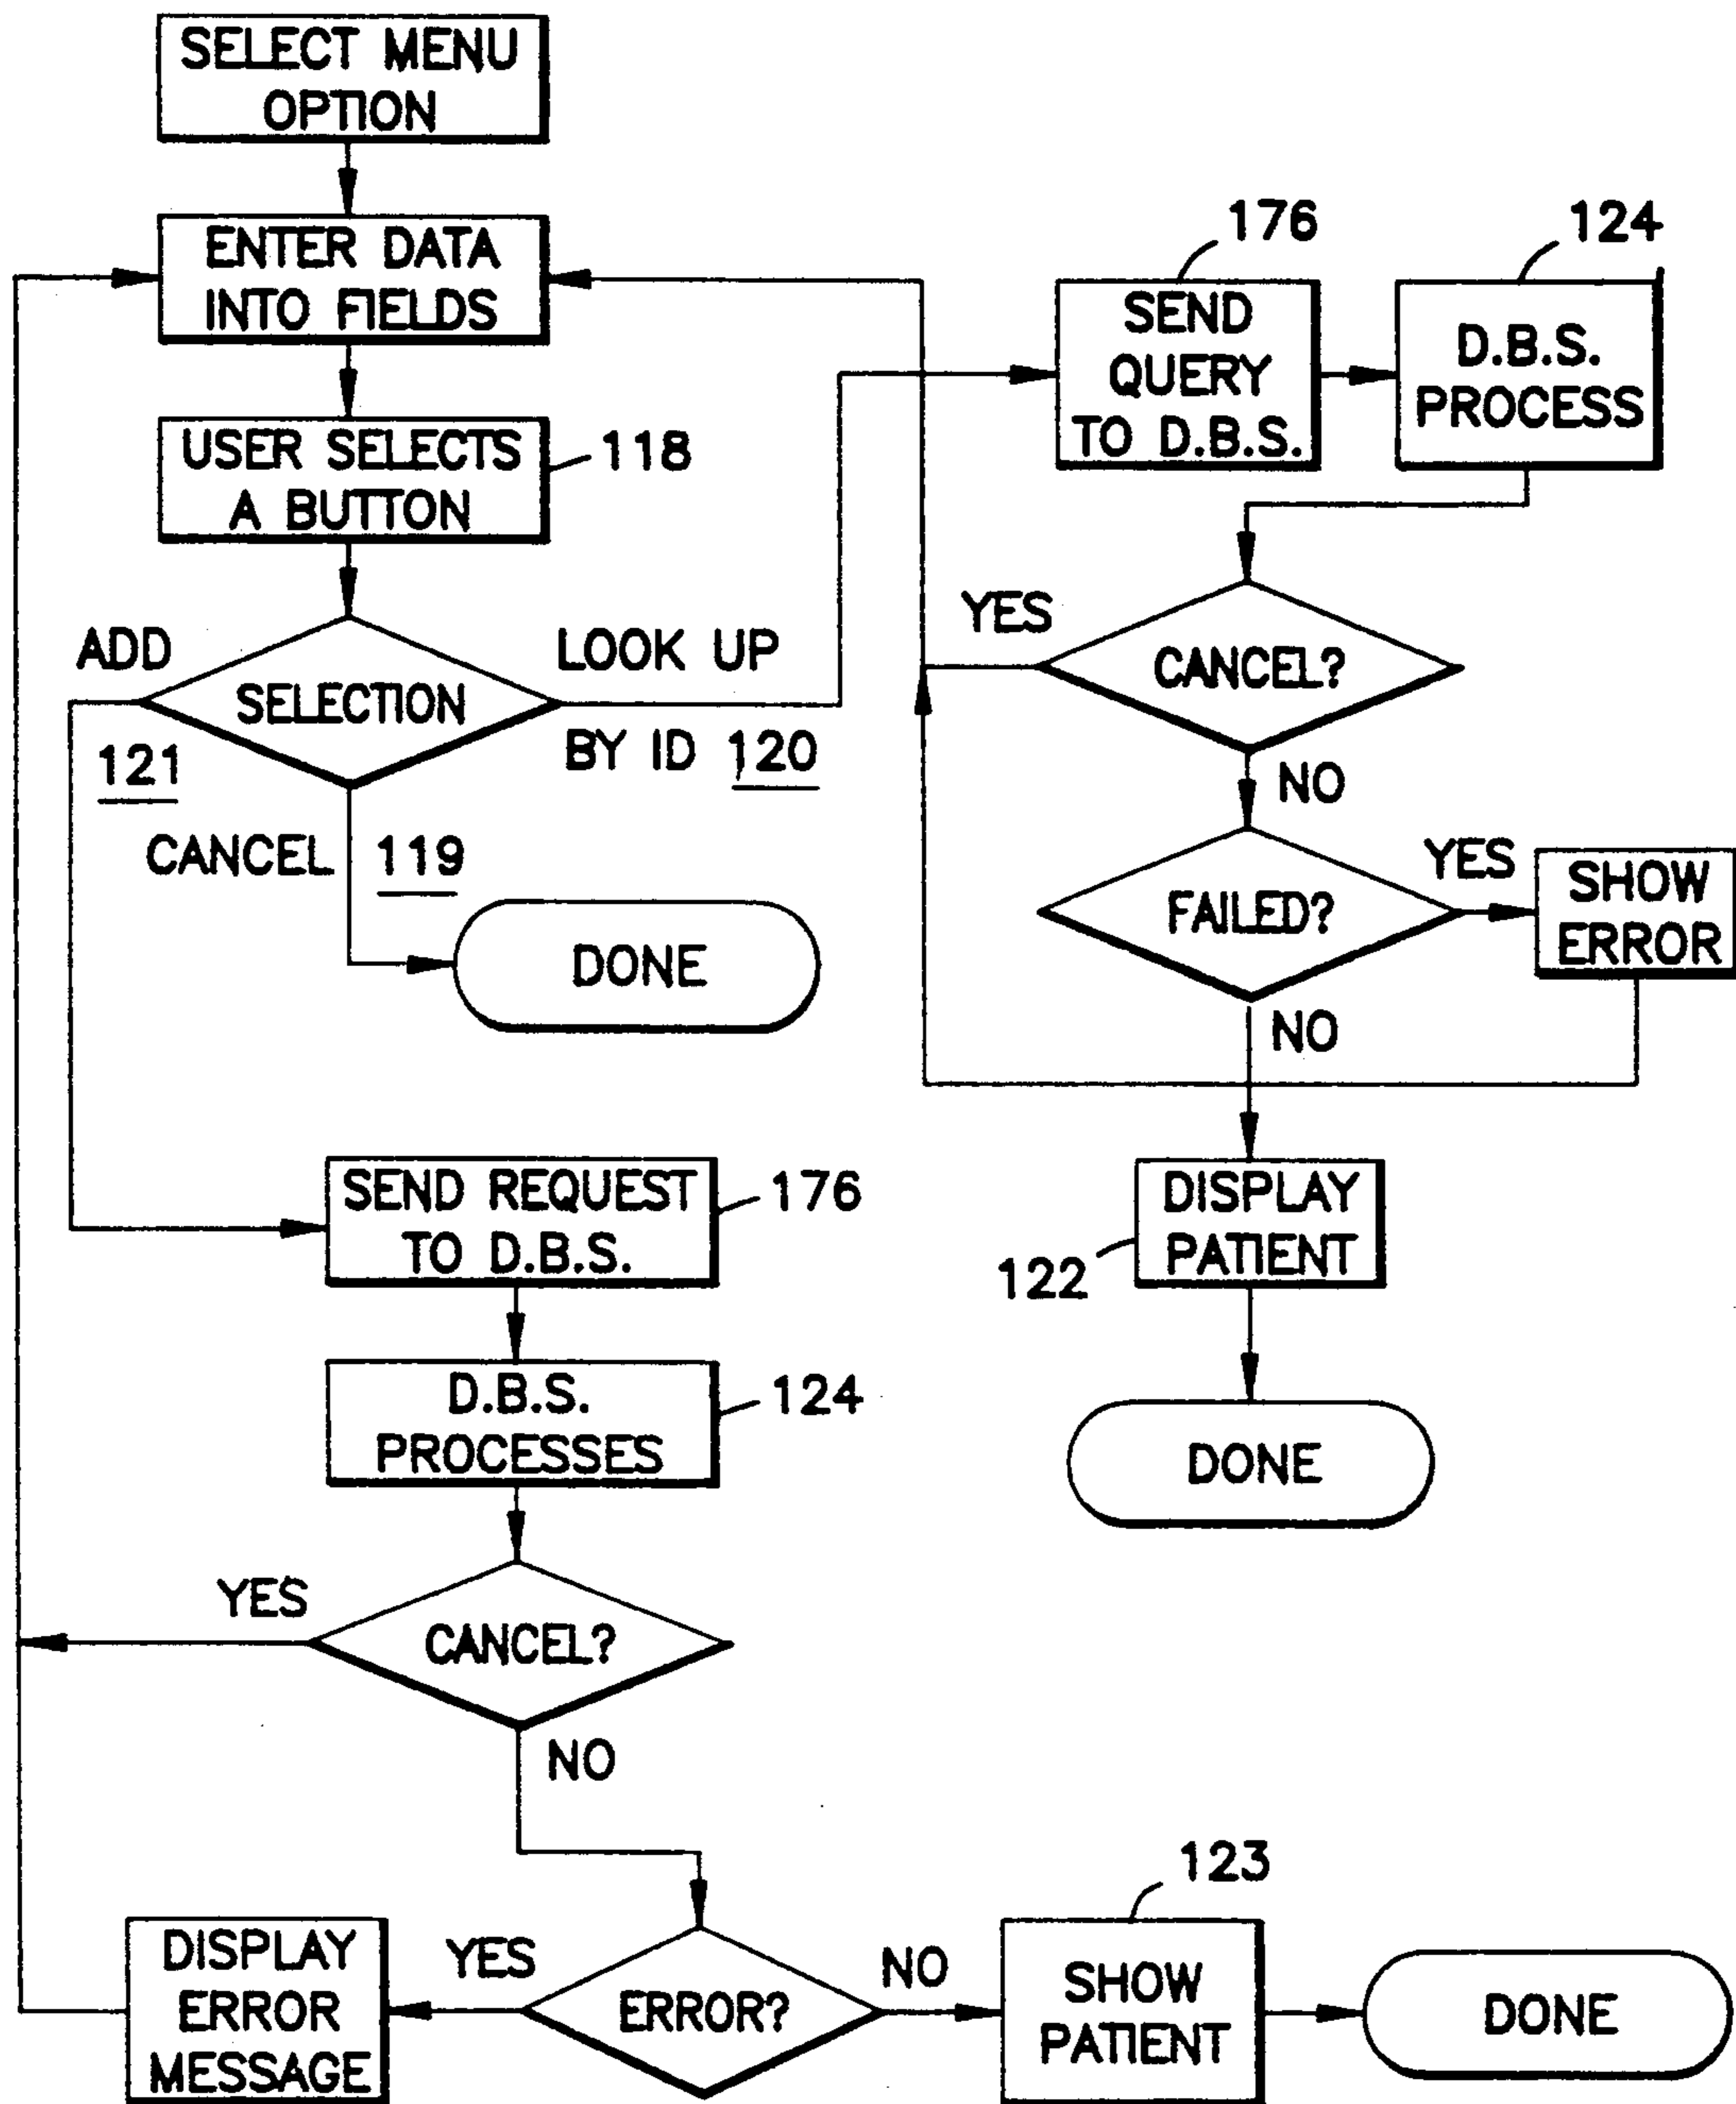 SELECT MENU
OPTION
ENTER DATA
INTO FIELDS
176
124
SEND
QUERY
TO D.B.S.
D.B.S.
PROCESS
USER SELECTS
A BUTTON
118
ADD
SELECTION
LOOK UP
BY ID 120
121
CANCEL 119
DONE
YES
CANCEL?
NO
FAILED?
YES
SHOW
ERROR
NO
DISPLAY
PATIENT
122
DONE
SEND REQUEST
TO D.B.S.
176
D.B.S.
PROCESSES
124
YES
CANCEL?
NO
ERROR?
YES
DISPLAY
ERROR
MESSAGE
NO
123
SHOW
PATIENT
DONE